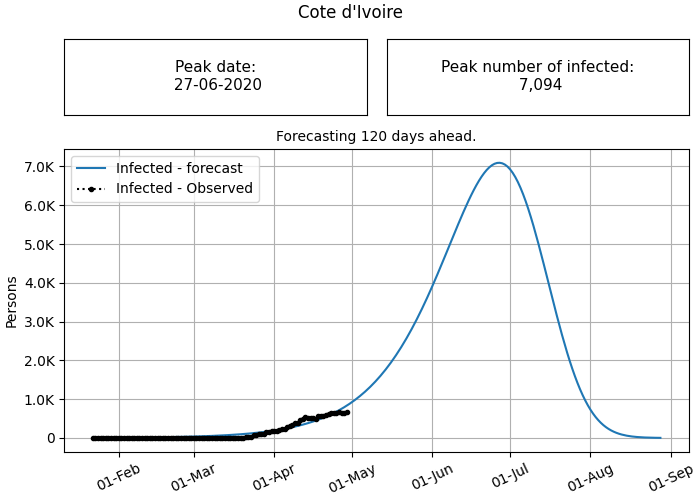 Cote d'Ivoire
Peak date:
27-06-2020
Peak number of infected:
7,094
Forecasting 120 days ahead.
Infected - forecast
Infected - Observed
7.0K
6.0K
5.0K
4.0K
3.0K
2.0K
1.0K
0
Persons
01-Feb
01-Mar
01-Apr
01-May
01-Jun
01-Jul
01-Aug
01-Sep